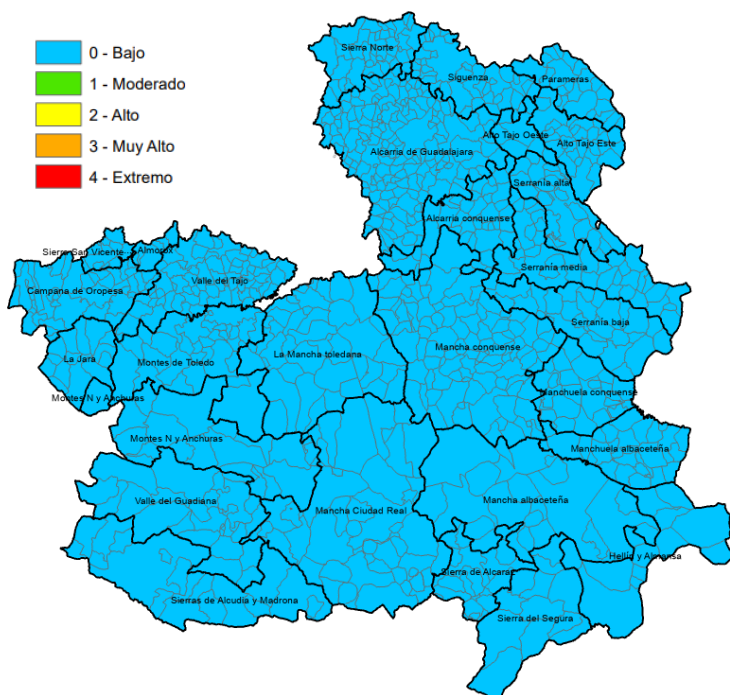 0 - Bajo
1 - Moderado
2 - Alto
3 - Muy Alto
4 - Extremo
Sierra Norte
Siguenza
Parameras
Alto Tajo Oeste
Alto Tajo Este
Alcarria de Guadalajara
Serranía alta
Alcarria conquense
Sierra San Vicente
Almorox
Serranía media
Valle del Tajo
Campana de Oropesa
Serranía baja
La Mancha toledana
Mancha conquense
La Jara
Montes de Toledo
Manchuela conquense
Montes N y Anchuras
Montes N y Anchuras
Manchuela albaceteña
Valle del Guadiana
Mancha albaceteña
Mancha Ciudad Real
Hellín y Almansa
Sierra de Alcaraz
Sierras de Alcudia y Madrona
Sierra del Segura